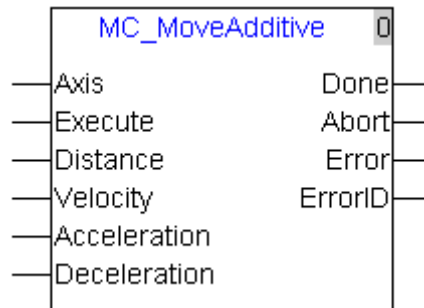 MC_MoveAdditive 0
Axis Done
Execute Abort
Distance Error
Velocity ErrorID
Acceleration
Deceleration